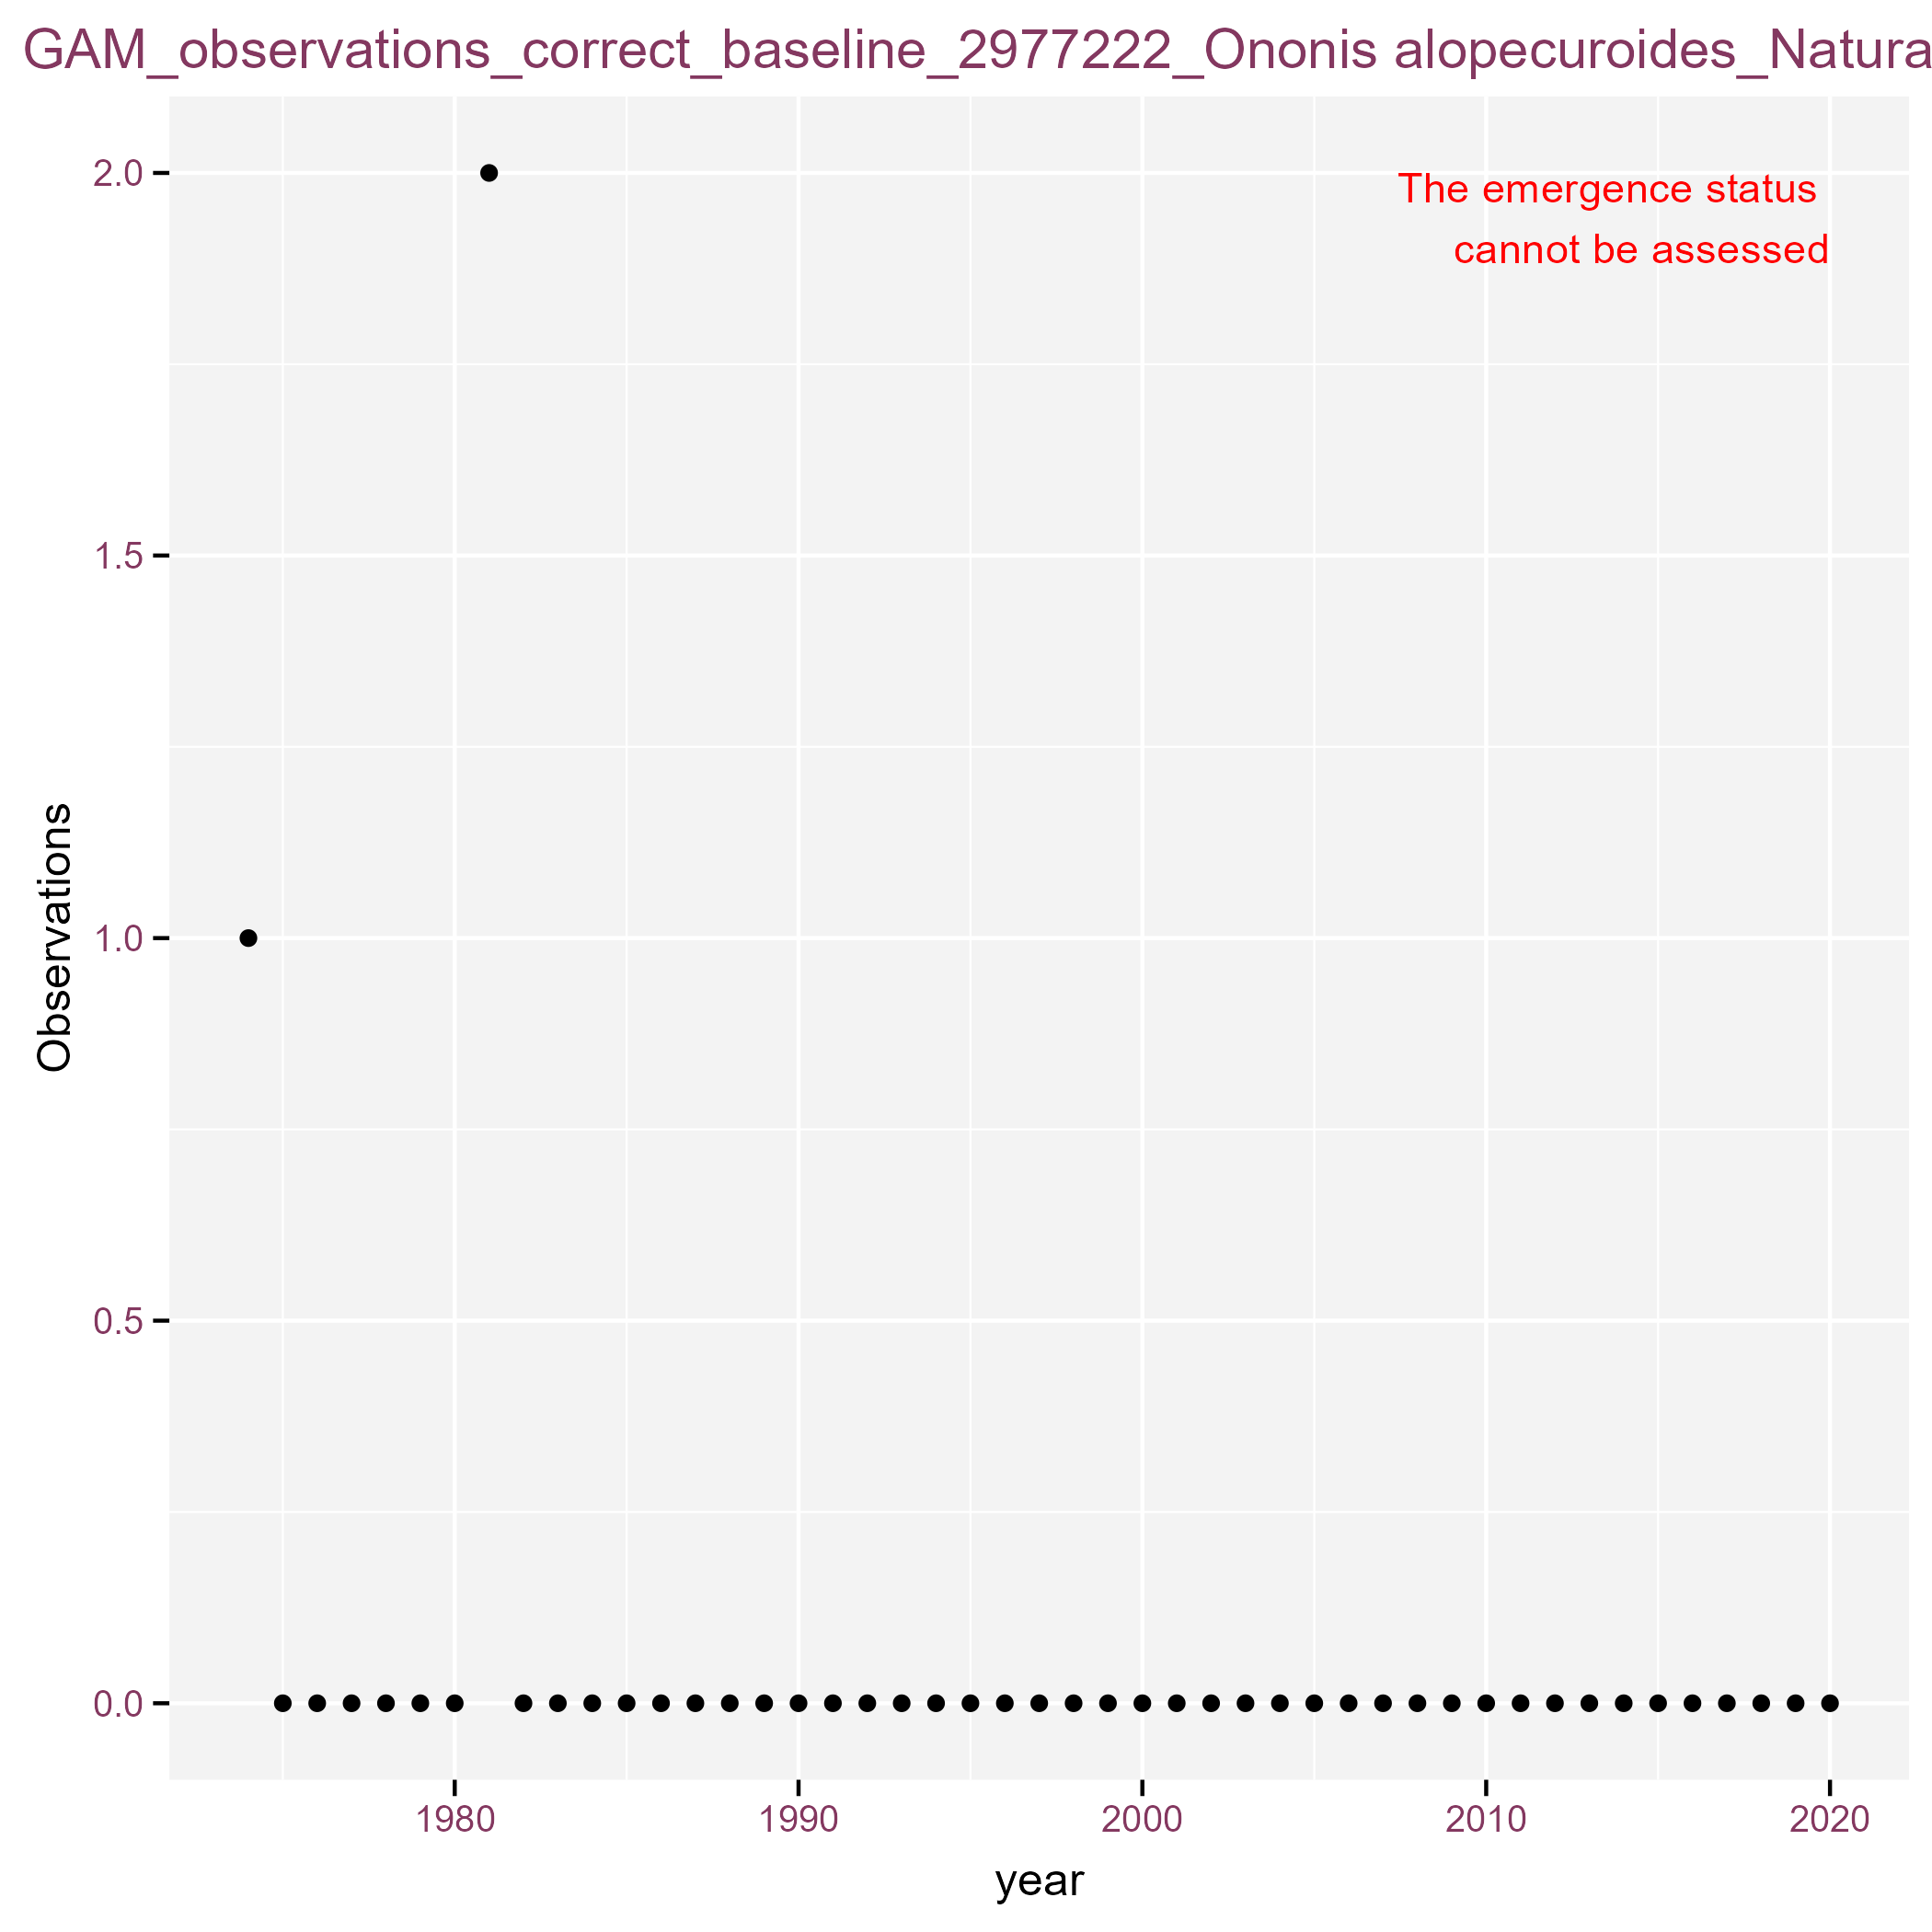 GAM_observations_correct_baseline_2977222_Ononis alopecuroides_Natura
The emergence status
cannot be assessed
2.0
1.5
1.0
0.5
0.0
Observations
1980 1990 2000 2010 2020
year